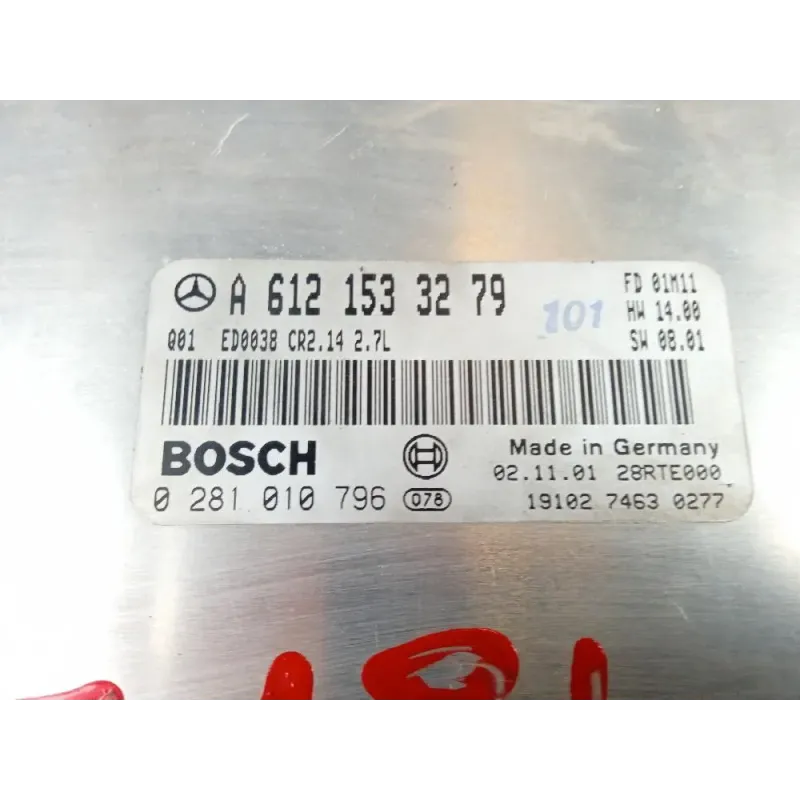 A 612 153 32 79
101
FD 01M11
HW 14.00
SW 08.01
Q01 ED0038 CR2.14 2.7L
BOSCH
Made in Germany
02.11.01 28RTE000
0 281 010 796 078
19102 7463 0277